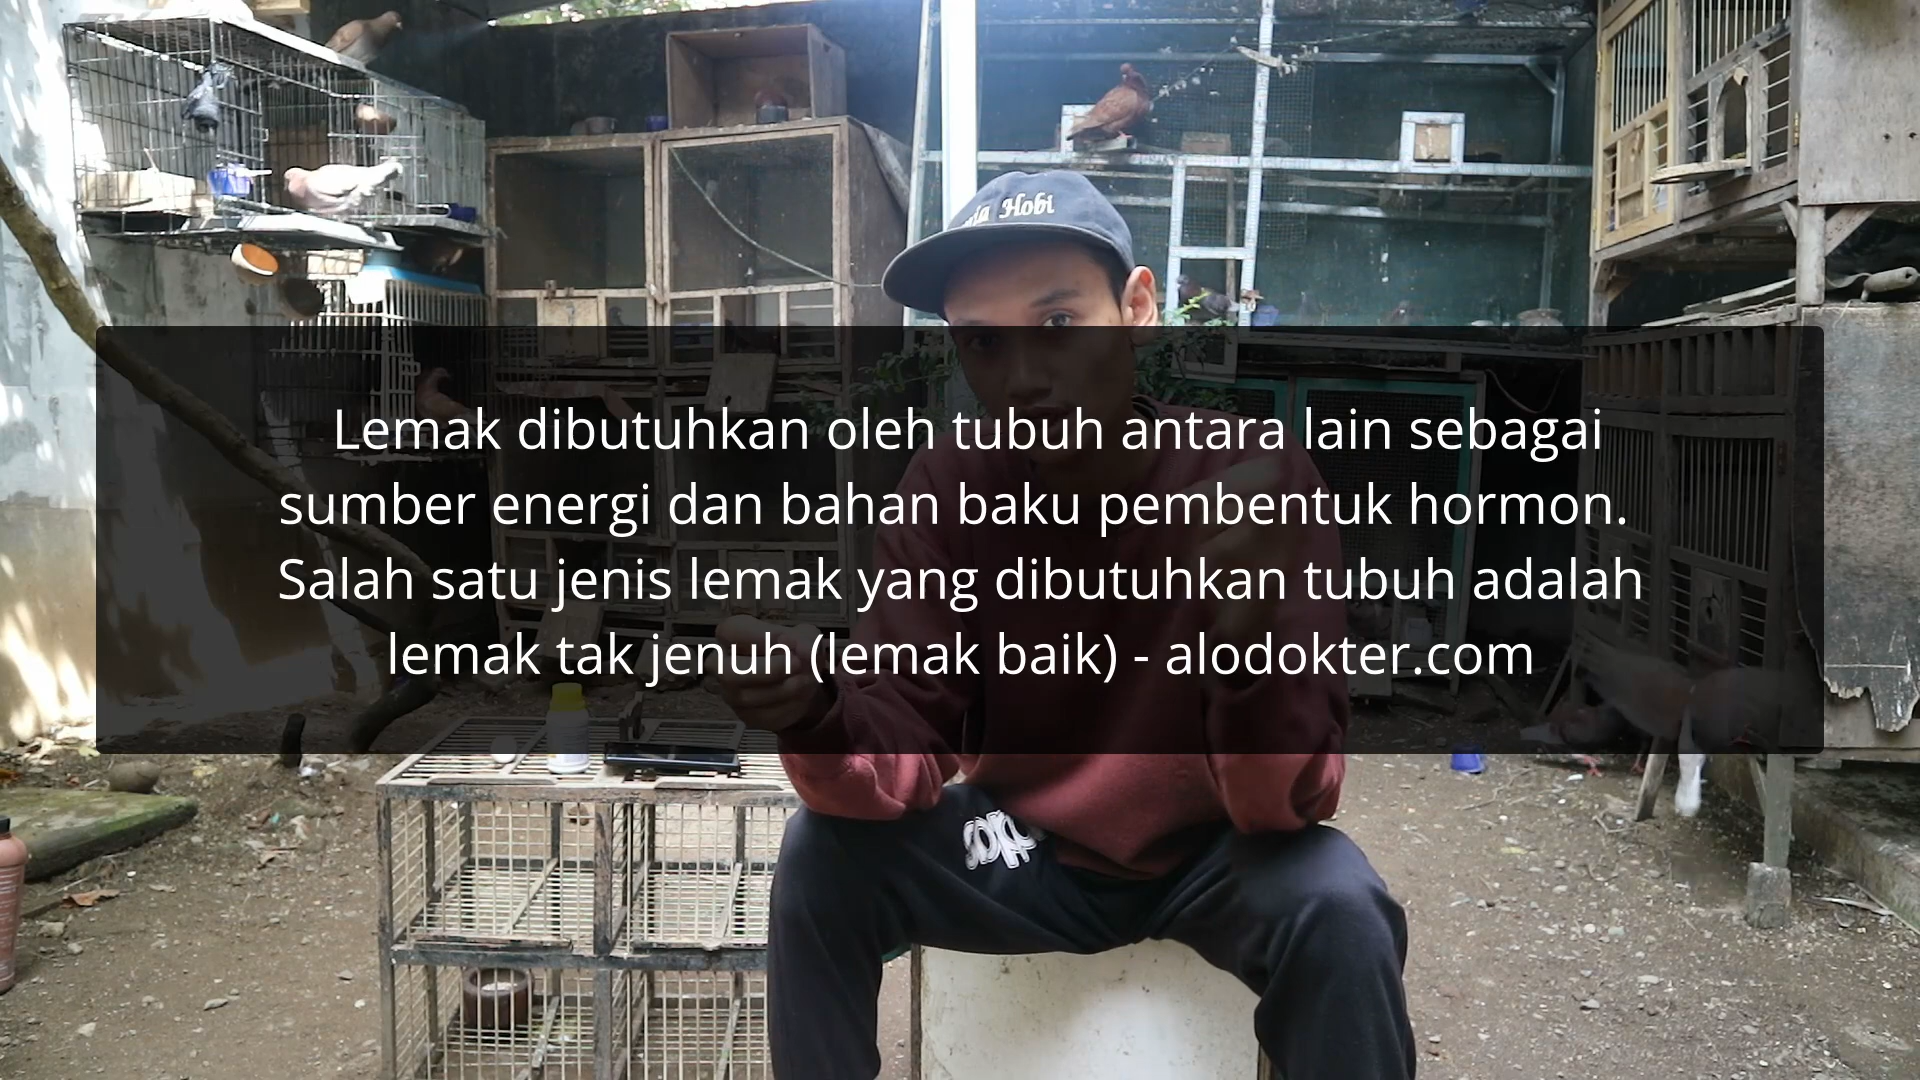 Hobi
Lemak dibutuhkan oleh tubuh antara lain sebagai
sumber energi dan bahan baku pembentuk hormon.
Salah satu jenis lemak yang dibutuhkan tubuh adalah
lemak tak jenuh (lemak baik) - alodokter.com